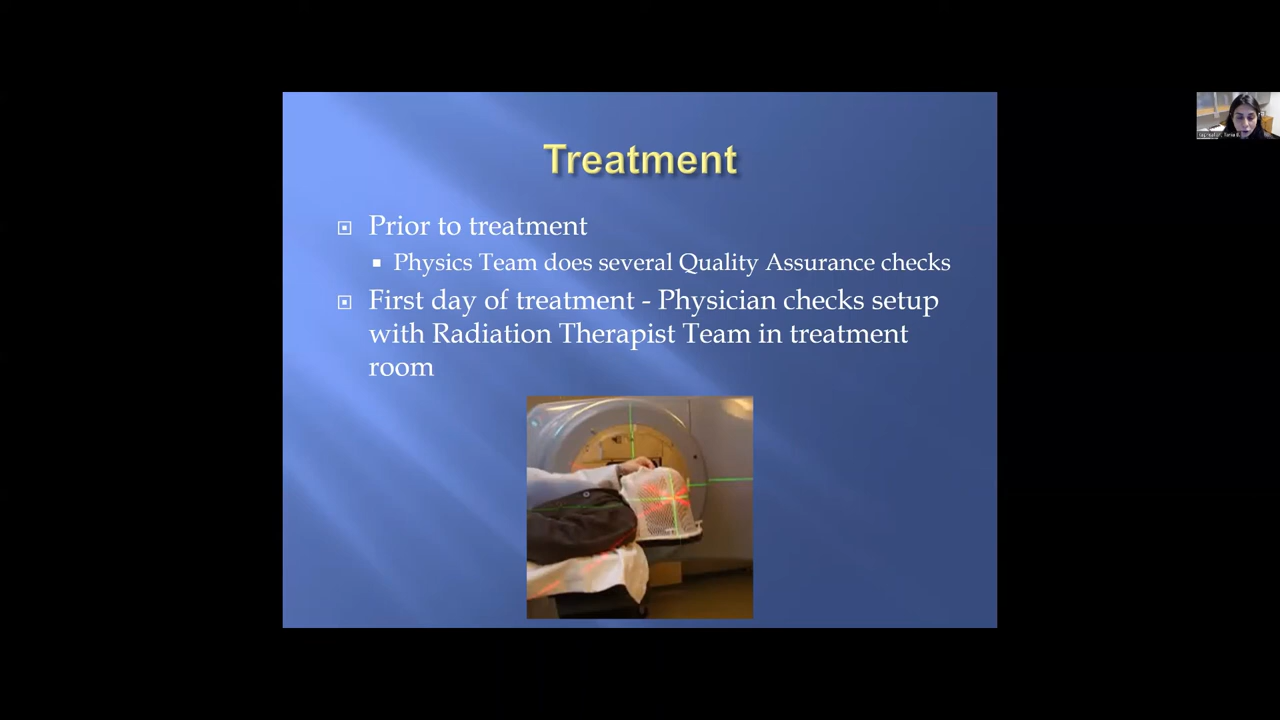 Treatment
Prior to treatment
Physics Team does several Quality Assurance checks
First day of treatment - Physician checks setup
with Radiation Therapist Team in treatment
room